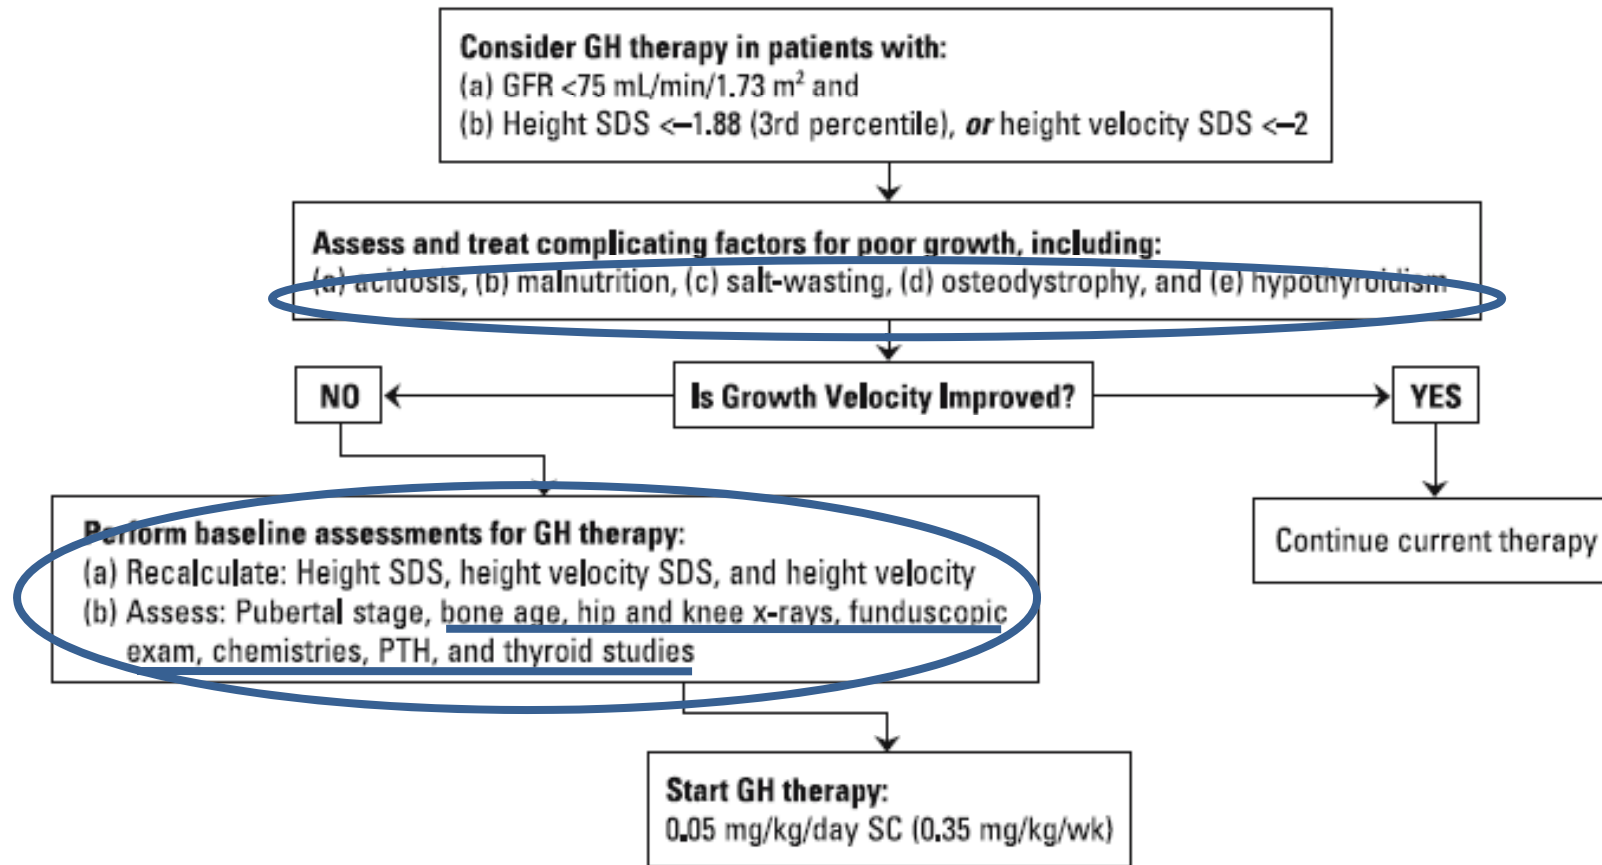 Consider GH therapy in patients with:
(a) GFR <75 mL/min/1.73 m² and
(b) Height SDS <–1.88 (3rd percentile), or height velocity SDS <–2
Assess and treat complicating factors for poor growth, including:
(a) acidosis, (b) malnutrition, (c) salt-wasting, (d) osteodystrophy, and (e) hypothyroidism
NO
Is Growth Velocity Improved?
YES
Perform baseline assessments for GH therapy:
(a) Recalculate: Height SDS, height velocity SDS, and height velocity
(b) Assess: Pubertal stage, bone age, hip and knee x-rays, funduscopic
exam, chemistries, PTH, and thyroid studies
Continue current therapy
Start GH therapy:
0.05 mg/kg/day SC (0.35 mg/kg/wk)